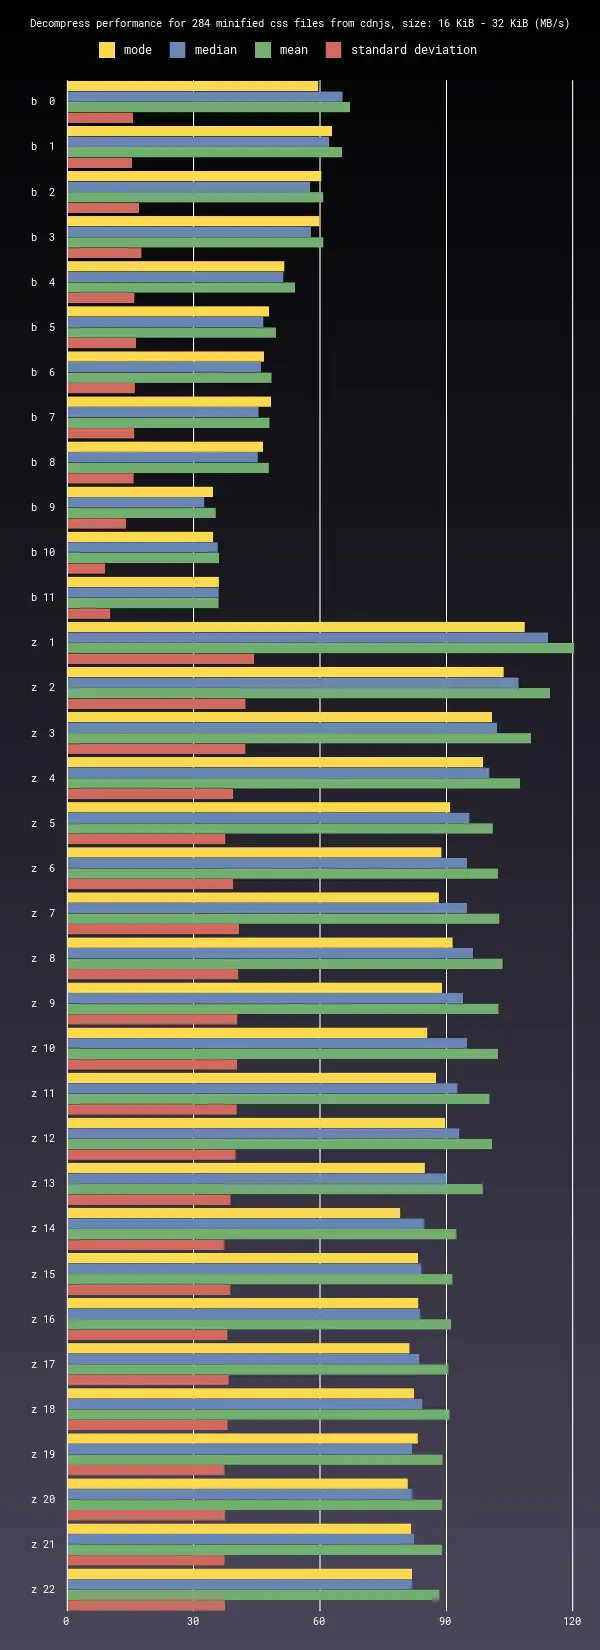 Decompress performance for 284 minified css files from cdnjs, size: 16 KiB - 32 KiB (MB/s)
mode median mean standard deviation
b 0
b 1
b 2
b 3
b 4
b 5
b 6
b 7
b 8
b 9
b 10
b 11
z 1
z 2
z 3
z 4
z 5
z 6
z 7
z 8
z 9
z 10
z 11
z 12
z 13
z 14
z 15
z 16
z 17
z 18
z 19
z 20
z 21
z 22
0 30 60 90 120